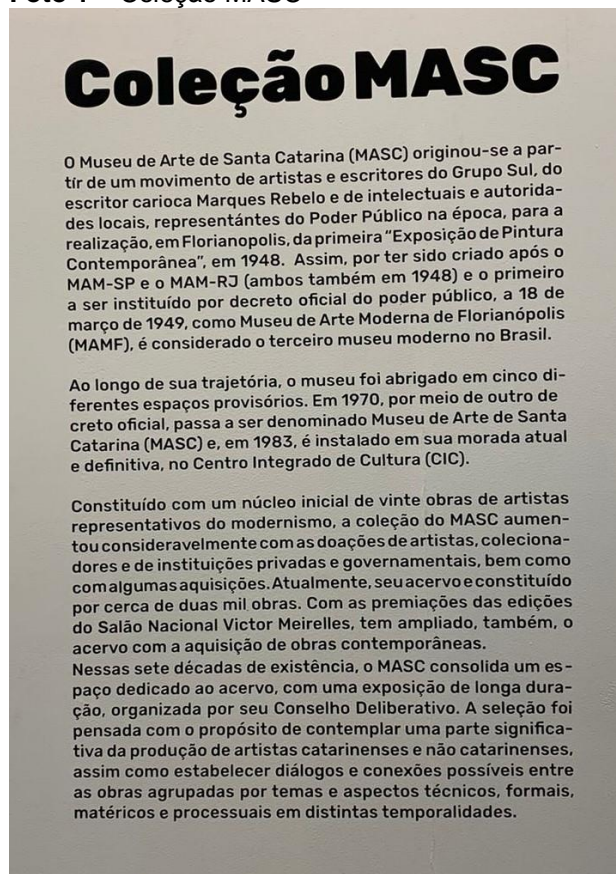 Coleção MASC
O Museu de Arte de Santa Catarina (MASC) originou-se a par-
tír de um movimento de artistas e escritores do Grupo Sul, do
escritor carioca Marques Rebelo e de intelectuais e autorida-
des locais, representántes do Poder Público na época, para a
realização, em Florianopolis, da primeira “Exposição de Pintura
Contemporânea”, em 1948. Assim, por ter sido criado após o
MAM-SP e o MAM-RJ (ambos também em 1948) e o primeiro
a ser instituído por decreto oficial do poder público, a 18 de
março de 1949, como Museu de Arte Moderna de Florianópolis
(MAMF), é considerado o terceiro museu moderno no Brasil.
Ao longo de sua trajetória, o museu foi abrigado em cinco di-
ferentes espaços provisórios. Em 1970, por meio de outro de
creto oficial, passa a ser denominado Museu de Arte de Santa
Catarina (MASC) e, em 1983, é instalado em sua morada atual
e definitiva, no Centro Integrado de Cultura (CIC).
Constituído com um núcleo inicial de vinte obras de artistas
representativos do modernismo, a coleção do MASC aumen-
tou consideravelmente com as doações de artistas, coleciona-
dores e de instituições privadas e governamentais, bem como
com algumas aquisições. Atualmente, seu acervo e constituído
por cerca de duas mil obras. Com as premiações das edições
do Salão Nacional Victor Meirelles, tem ampliado, também, o
acervo com a aquisição de obras contemporâneas.
Nessas sete décadas de existência, o MASC consolida um es-
paço dedicado ao acervo, com uma exposição de longa dura-
ção, organizada por seu Conselho Deliberativo. A seleção foi
pensada com o propósito de contemplar uma parte significa-
tiva da produção de artistas catarinenses e não catarinenses,
assim como estabelecer diálogos e conexões possíveis entre
as obras agrupadas por temas e aspectos técnicos, formais,
matéricos e processuais em distintas temporalidades.